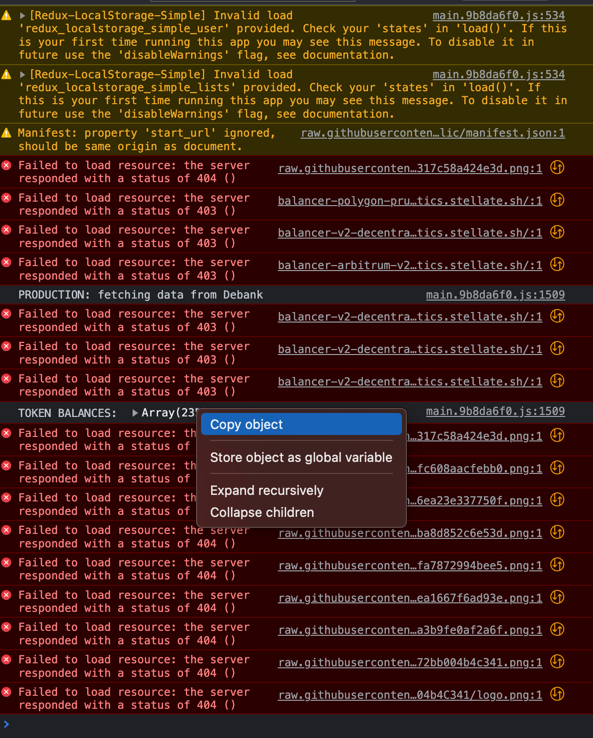 [Redux-LocalStorage-Simple] Invalid load main.9b8da6f0.js:534
'redux_localstorage_simple_user' provided. Check your 'states' in 'load()'. If this
is your first time running this app you may see this message. To disable it in
future use the 'disableWarnings' flag, see documentation.
[Redux-LocalStorage-Simple] Invalid load main.9b8da6f0.js:534
'redux_localstorage_simple_lists' provided. Check your 'states' in 'load()'. If
this is your first time running this app you may see this message. To disable it in
future use the 'disableWarnings' flag, see documentation.
Manifest: property 'start_url' ignored, raw.githubuserconten…lic/manifest.json:1
should be same origin as document.
Failed to load resource: the server raw.githubuserconten…317c58a424e3d.png:1
responded with a status of 404 ()
Failed to load resource: the server balancer-polygon-pru…tics.stellate.sh/:1
responded with a status of 403 ()
Failed to load resource: the server balancer-v2-decentra…tics.stellate.sh/:1
responded with a status of 403 ()
Failed to load resource: the server balancer-arbitrum-v2…tics.stellate.sh/:1
responded with a status of 403 ()
PRODUCTION: fetching data from Debank main.9b8da6f0.js:1509
Failed to load resource: the server balancer-v2-decentra…tics.stellate.sh/:1
responded with a status of 403 ()
Failed to load resource: the server balancer-v2-decentra…tics.stellate.sh/:1
responded with a status of 403 ()
Failed to load resource: the server balancer-v2-decentra…tics.stellate.sh/:1
responded with a status of 403 ()
TOKEN BALANCES: main.9b8da6f0.js:1509
Copy object
Store object as global variable
Expand recursively
Collapse children
Failed to load resource: the …317c58a424e3d.png:1
responded with a status of
Failed to load resource: the …fc608aacfebb0.png:1
responded with a status of
Failed to load resource: the …6ea23e337750f.png:1
responded with a status of
Failed to load resource: the server raw.githubuserconten…ba8d852c6e53d.png:1
responded with a status of 404 ()
Failed to load resource: the server raw.githubuserconten…fa7872994bee5.png:1
responded with a status of 404 ()
Failed to load resource: the server raw.githubuserconten…ea1667f6ad93e.png:1
responded with a status of 404 ()
Failed to load resource: the server raw.githubuserconten…a3b9fe0af2a6f.png:1
responded with a status of 404 ()
Failed to load resource: the server raw.githubuserconten…72bb004b4c341.png:1
responded with a status of 404 ()
Failed to load resource: the server raw.githubuserconten…04b4C341/logo.png:1
responded with a status of 404 ()